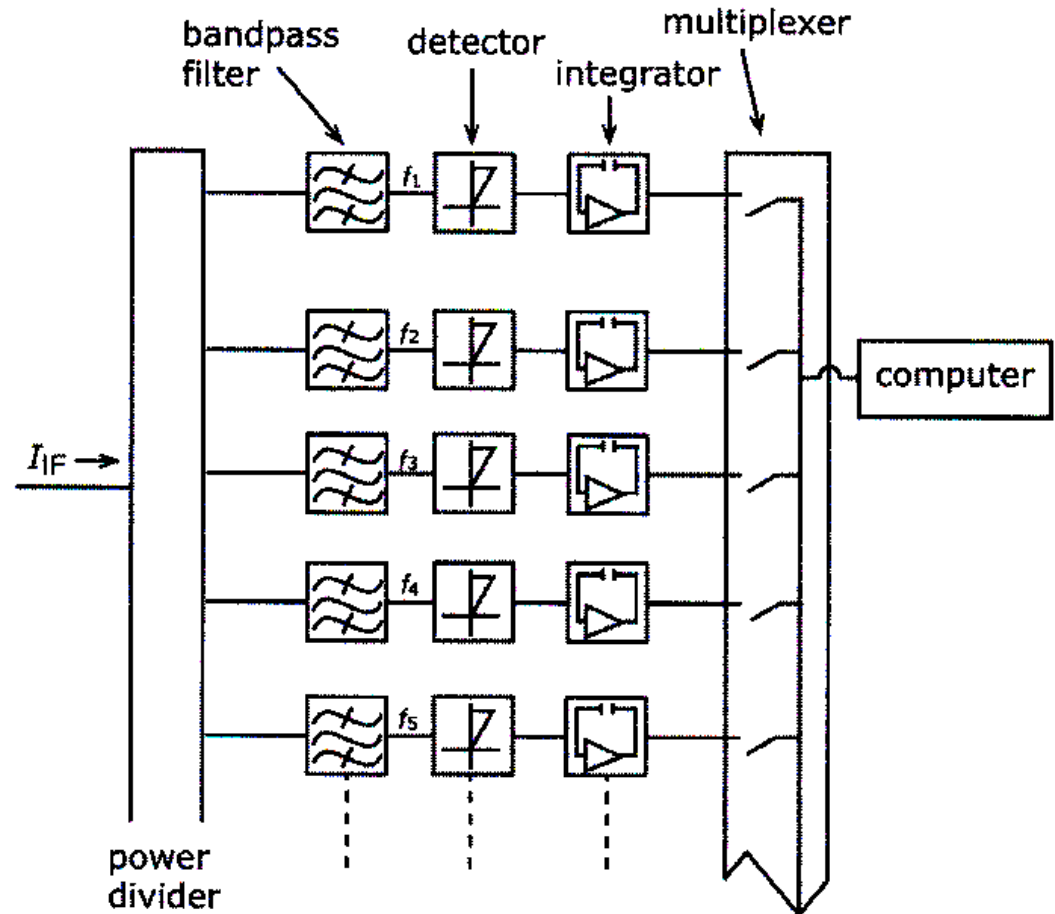 multiplexer
bandpass
filter
detector
integrator
f1
f2
computer
IIF
f3
f4
f5
power
divider